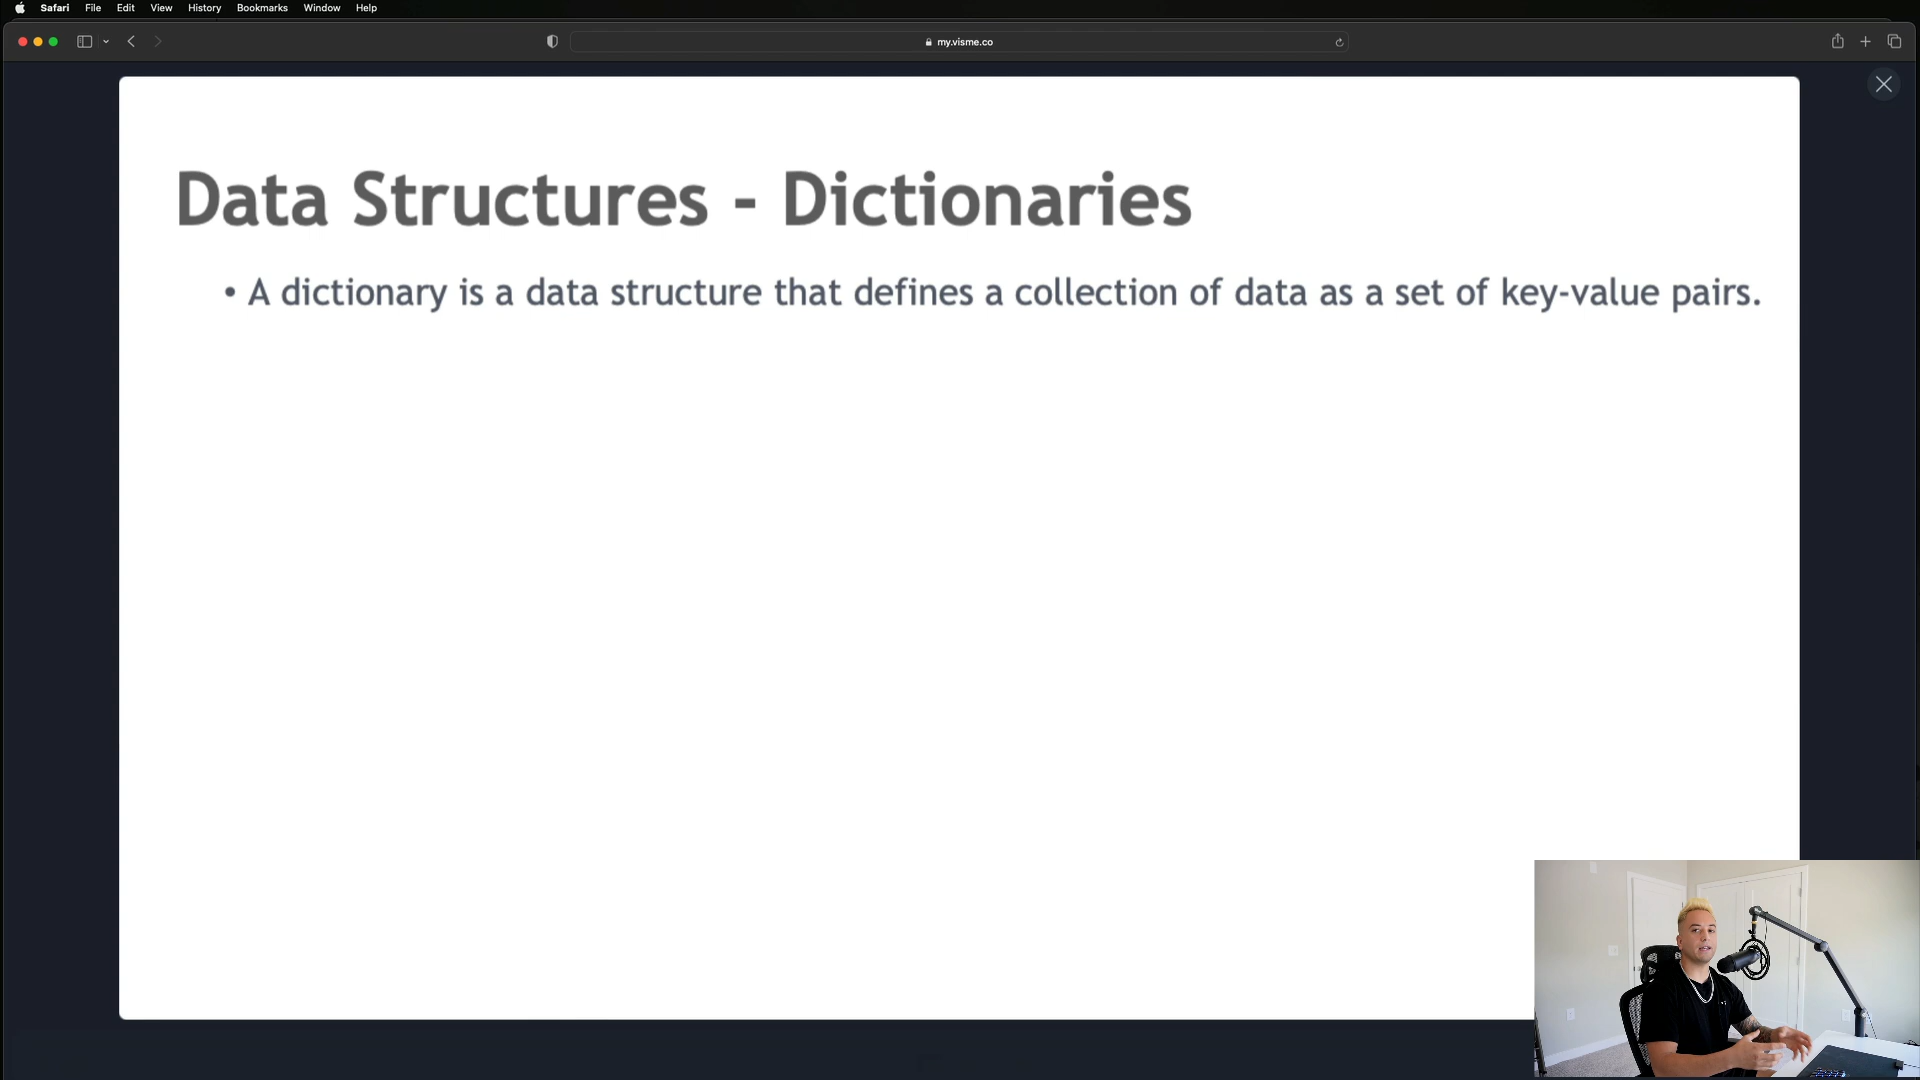 Safari File Edit View History Bookmarks Window Help
my.visme.co
Data Structures - Dictionaries
• A dictionary is a data structure that defines a collection of data as a set of key-value pairs.